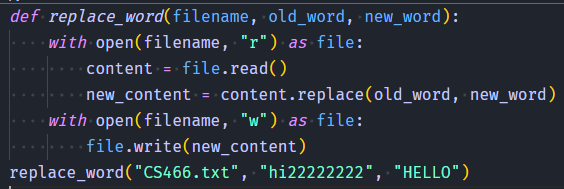 def replace_word(filename, old_word, new_word):
    with open(filename, "r") as file:
        content = file.read()
        new_content = content.replace(old_word, new_word)
    with open(filename, "w") as file:
        file.write(new_content)
replace_word("CS466.txt", "hi22222222", "HELLO")